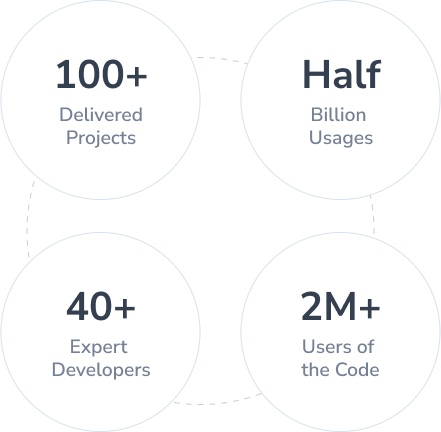 100+
Delivered
Projects
Half
Billion
Usages
40+
Expert
Developers
2M+
Users of
the Code